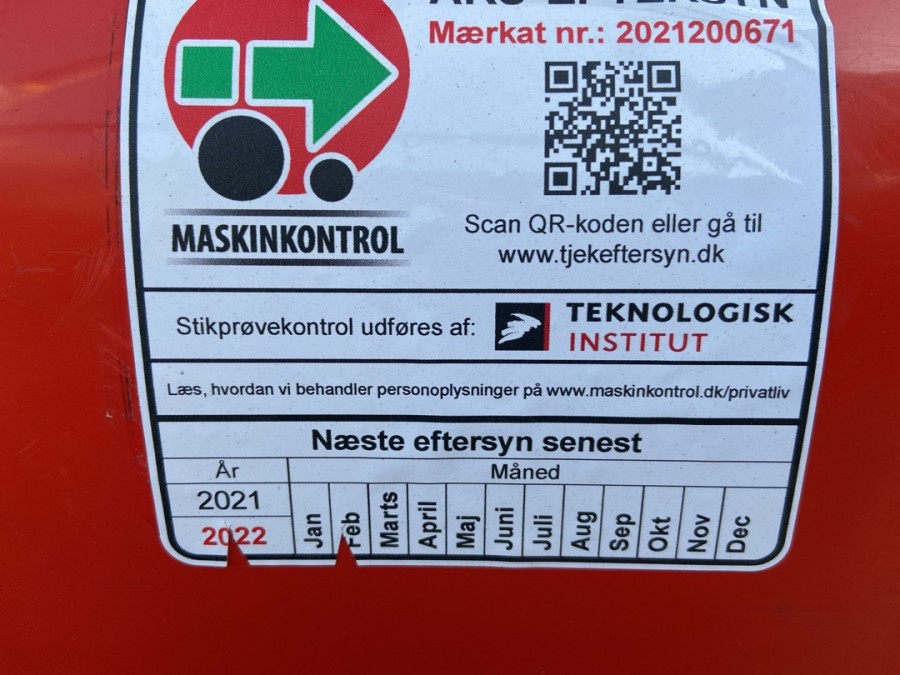 ÅRS EFTERSYN
Mærkat nr.: 2021200671
MASKINKONTROL
Scan QR-koden eller gå til
www.tjekeftersyn.dk
Stikprøvekontrol udføres af:
TEKNOLOGISK
INSTITUT
Læs, hvordan vi behandler personoplysninger på www.maskinkontrol.dk/privatliv
Næste eftersyn senest
År Måned
2021
2022
Jan Feb Marts April Maj Juni Juli Aug Sep Okt Nov Dec